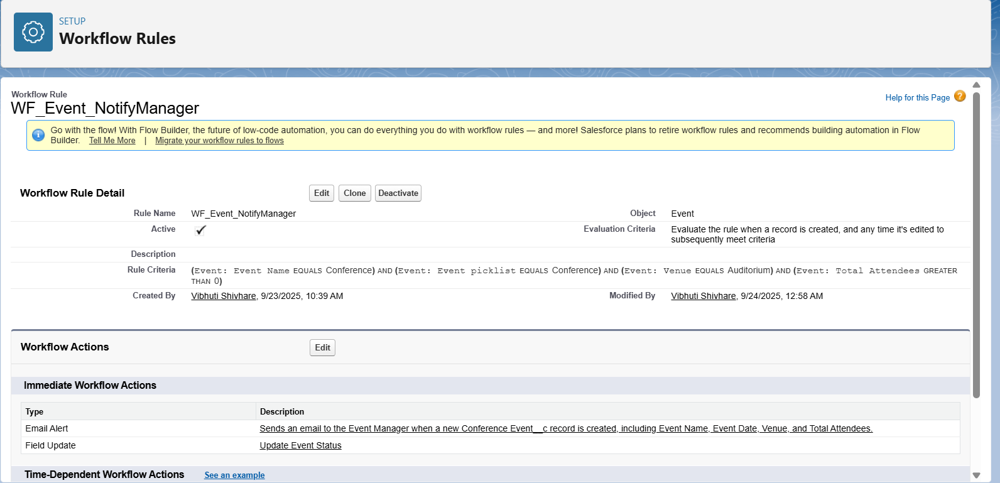 SETUP
Workflow Rules
Workflow Rule
WF_Event_NotifyManager
Help for this Page ?
i Go with the flow! With Flow Builder, the future of low-code automation, you can do everything you do with workflow rules — and more! Salesforce plans to retire workflow rules and recommends building automation in Flow
Builder. Tell Me More | Migrate your workflow rules to flows
Workflow Rule Detail Edit Clone Deactivate
Rule Name WF_Event_NotifyManager Object Event
Active Evaluation Criteria Evaluate the rule when a record is created, and any time it's edited to
subsequently meet criteria
Description
Rule Criteria (Event: Event Name EQUALS Conference) AND (Event: Event picklist EQUALS Conference) AND (Event: Venue EQUALS Auditorium) AND (Event: Total Attendees GREATER
THAN 0)
Created By Vibhuti Shivhare, 9/23/2025, 10:39 AM Modified By Vibhuti Shivhare, 9/24/2025, 12:58 AM
Workflow Actions Edit
Immediate Workflow Actions
Type Description
Email Alert Sends an email to the Event Manager when a new Conference Event__c record is created, including Event Name, Event Date, Venue, and Total Attendees.
Field Update Update Event Status
Time-Dependent Workflow Actions See an example